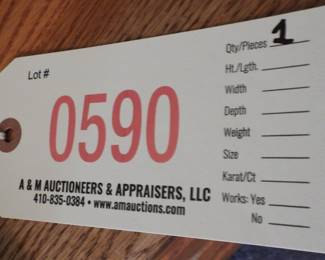 Lot #
0590
A & M AUCTIONEERS & APPRAISERS, LLC
410-835-0384 • www.amauctions.com
Qty/Pieces 1
Ht./Lgth.
Width
Depth
Weight
Size
Karat/Ct
Works: Yes
No